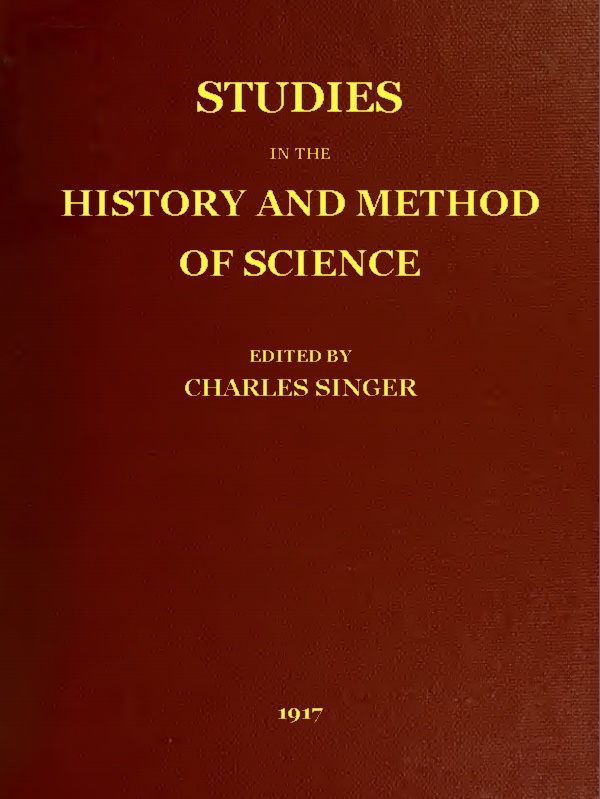 STUDIES
IN THE
HISTORY AND METHOD
OF SCIENCE
EDITED BY
CHARLES SINGER
1917